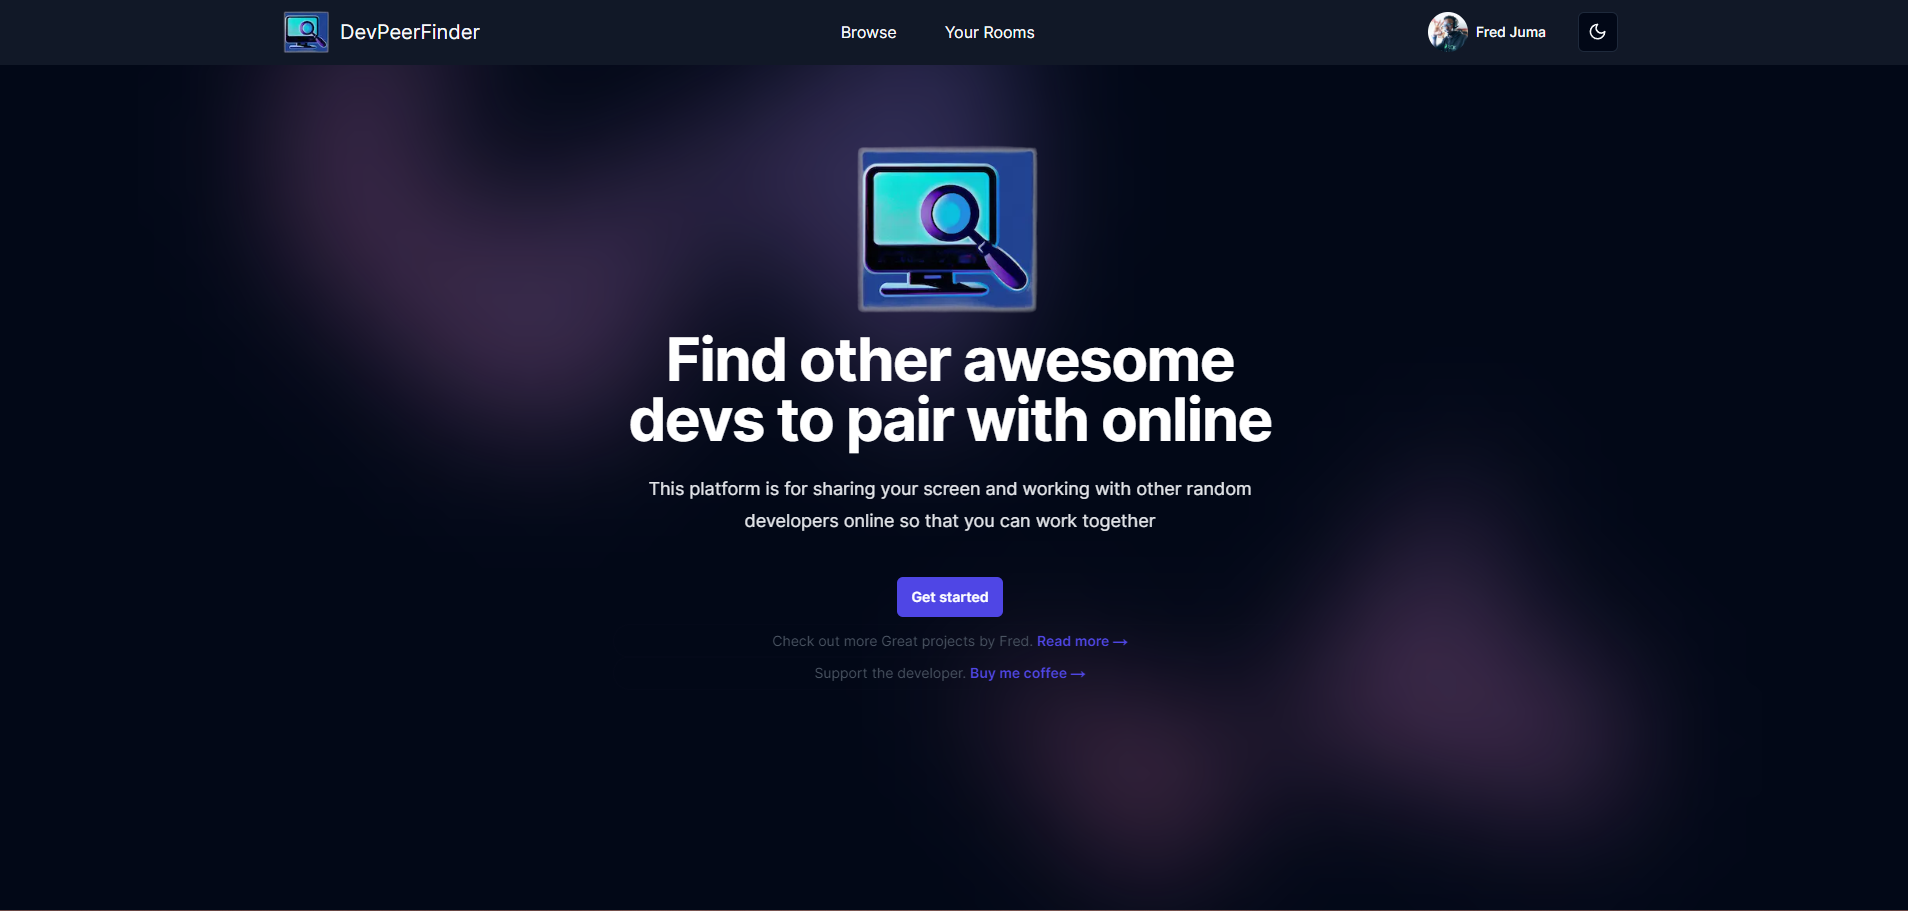 DevPeerFinder
Browse
Your Rooms
Fred Juma
Find other awesome
devs to pair with online
This platform is for sharing your screen and working with other random
developers online so that you can work together
Get started
Check out more Great projects by Fred. Read more →
Support the developer. Buy me coffee →